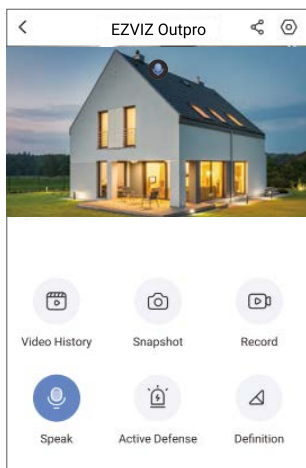 EZVIZ Outpro
Video History
Snapshot
Record
Speak
Active Defense
Definition